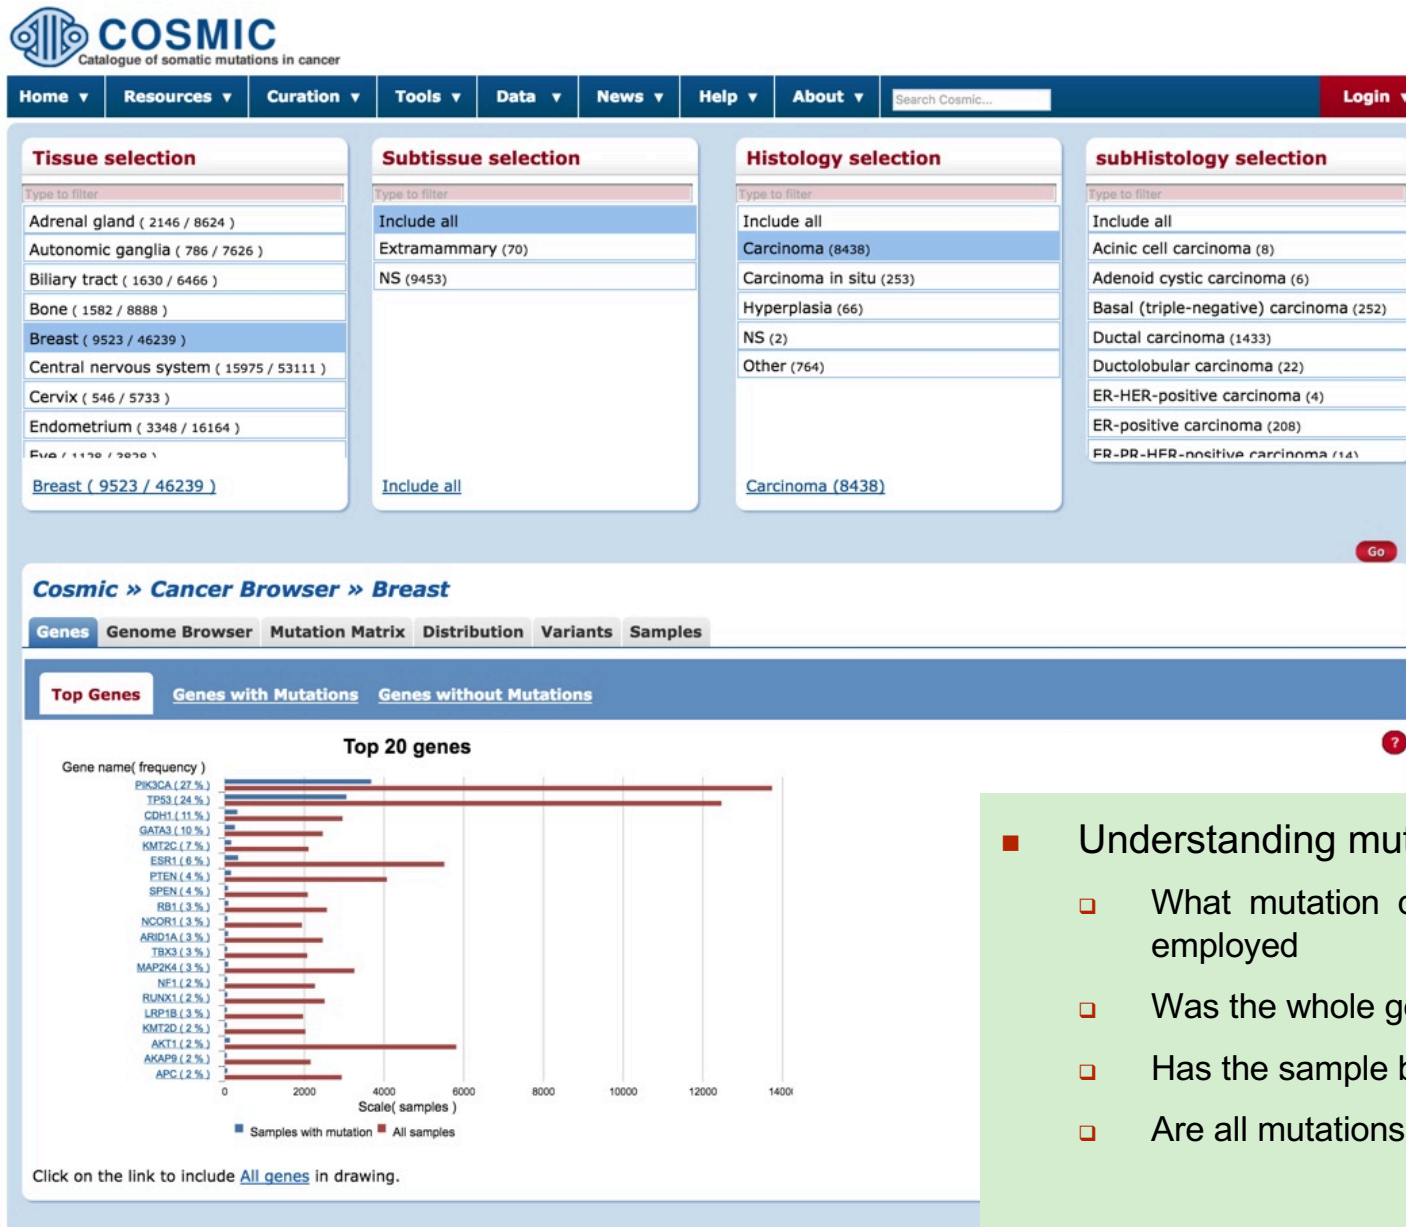 COSMIC
Catalogue of somatic mutations in cancer
Home ▼ Resources ▼ Curation ▼ Tools ▼ Data ▼ News ▼ Help ▼ About ▼ Search Cosmic... Login
Tissue selection
Type to filter
Adrenal gland ( 2146 / 8624 )
Autonomic ganglia ( 786 / 7626 )
Biliary tract ( 1630 / 6466 )
Bone ( 1582 / 8888 )
Breast ( 9523 / 46239 )
Central nervous system ( 15975 / 53111 )
Cervix ( 546 / 5733 )
Endometrium ( 3348 / 16164 )
Eye ( 1128 / 3828 )
Breast ( 9523 / 46239 )
Subtissue selection
Type to filter
Include all
Extramammary (70)
NS (9453)
Include all
Histology selection
Type to filter
Include all
Carcinoma (8438)
Carcinoma in situ (253)
Hyperplasia (66)
NS (2)
Other (764)
Carcinoma (8438)
subHistology selection
Type to filter
Include all
Acinic cell carcinoma (8)
Adenoid cystic carcinoma (6)
Basal (triple-negative) carcinoma (252)
Ductal carcinoma (1433)
Ductolobular carcinoma (22)
ER-HER-positive carcinoma (4)
ER-positive carcinoma (208)
ER-PR-HER-positive carcinoma (14)
Go
Cosmic » Cancer Browser » Breast
Genes Genome Browser Mutation Matrix Distribution Variants Samples
Top Genes Genes with Mutations Genes without Mutations
?
Top 20 genes
Gene name( frequency )
PIK3CA ( 27 % )
TP53 ( 24 % )
CDH1 ( 11 % )
GATA3 ( 10 % )
KMT2C ( 7 % )
ESR1 ( 6 % )
PTEN ( 4 % )
SPEN ( 4 % )
RB1 ( 3 % )
NCOR1 ( 3 % )
ARID1A ( 3 % )
TBX3 ( 3 % )
MAP2K4 ( 3 % )
NF1 ( 2 % )
RUNX1 ( 2 % )
LRP1B ( 3 % )
KMT2D ( 2 % )
AKT1 ( 2 % )
AKAP9 ( 2 % )
APC ( 2 % )
0 2000 4000 6000 8000 10000 12000 1400
Scale( samples )
Samples with mutation All samples
Click on the link to include All genes in drawing.
Understanding mut
What mutation
employed
Was the whole
Has the sample
Are all mutations